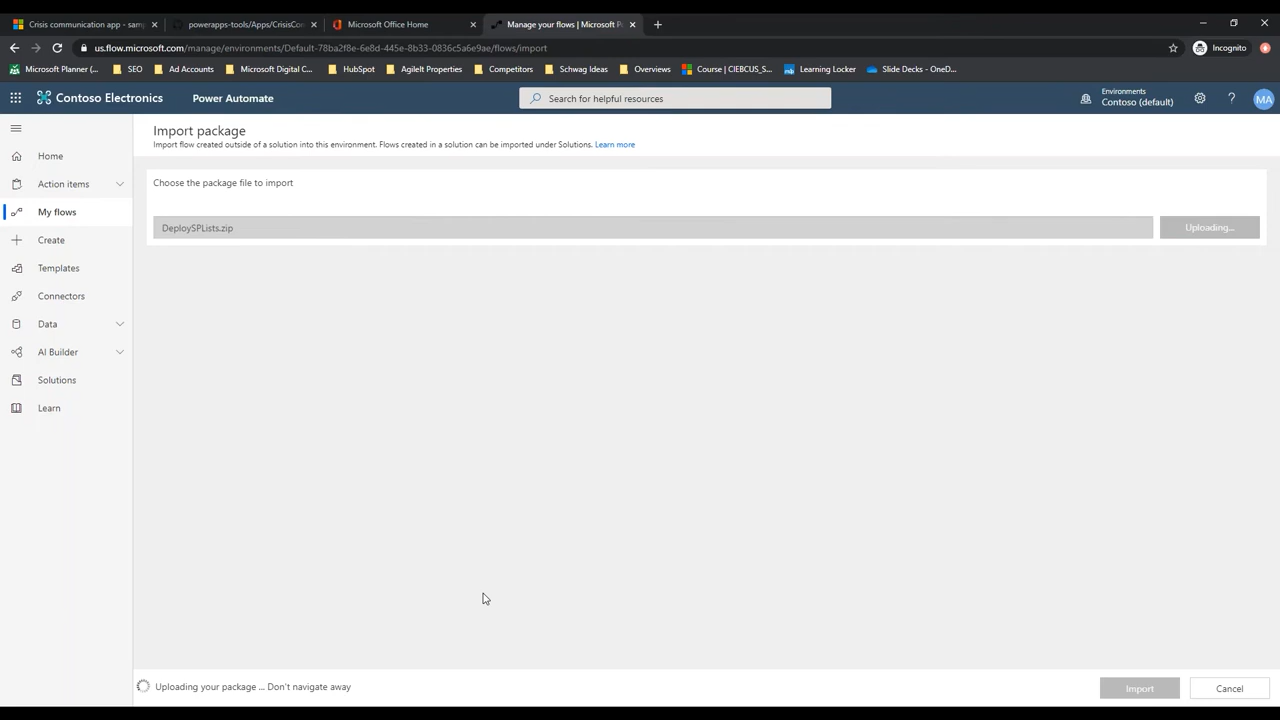 Crisis communication app - sam
powerapps-tools/Apps/CrisisCo
Microsoft Office Home
Manage your flows | Microsoft P
us.flow.microsoft.com/manage/environments/Default-78ba2f8e-6e8d-445e-8b33-0836c5a6e9ae/flows/import
Incognito
Microsoft Planner (...
SEO
Ad Accounts
Microsoft Digital C...
HubSpot
AgileIt Properties
Competitors
Schwag Ideas
Overviews
Course | CIEBCUS_S...
Learning Locker
Slide Decks - OneD...
Contoso Electronics
Power Automate
Search for helpful resources
Environments
Contoso (default)
?
MA
Import package
Import flow created outside of a solution into this environment. Flows created in a solution can be imported under Solutions. Learn more
Home
Action items
My flows
Create
Templates
Connectors
Data
AI Builder
Solutions
Learn
Choose the package file to import
DeploySPLists.zip
Uploading...
Uploading your package ... Don't navigate away
Import
Cancel